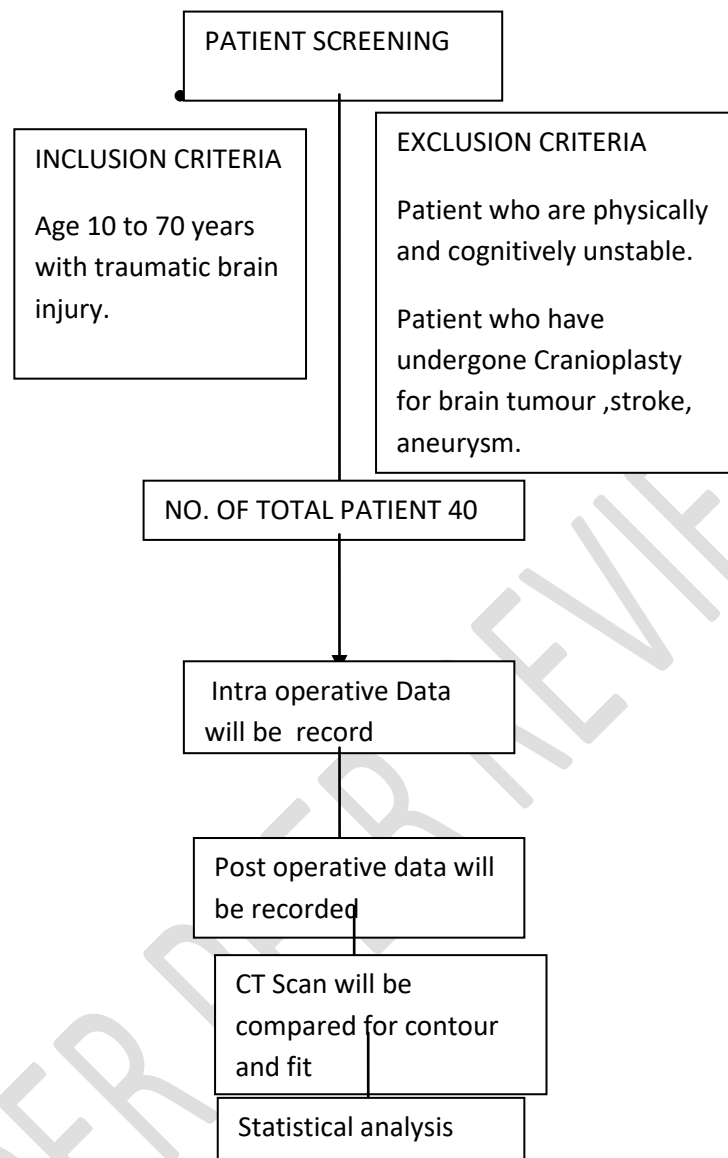 PATIENT SCREENING
INCLUSION CRITERIA
Age 10 to 70 years
with traumatic brain
injury.
EXCLUSION CRITERIA
Patient who are physically
and cognitively unstable.
Patient who have
undergone Cranioplasty
for brain tumour ,stroke,
aneurysm.
NO. OF TOTAL PATIENT 40
Intra operative Data
will be record
Post operative data will
be recorded
CT Scan will be
compared for contour
and fit
Statistical analysis